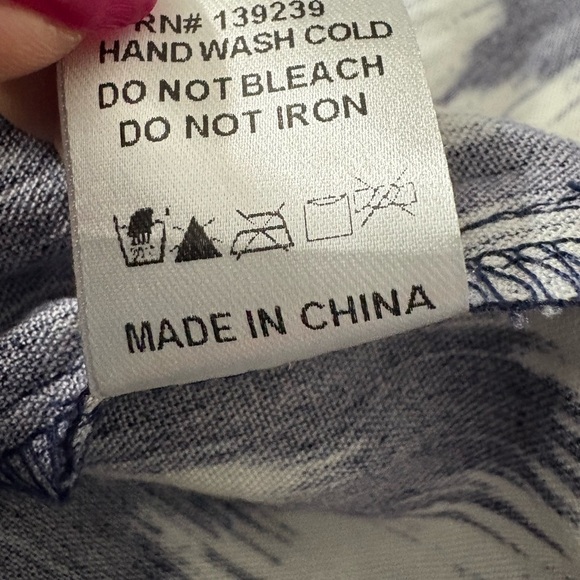 RN# 139239
HAND WASH COLD
DO NOT BLEACH
DO NOT IRON
MADE IN CHINA